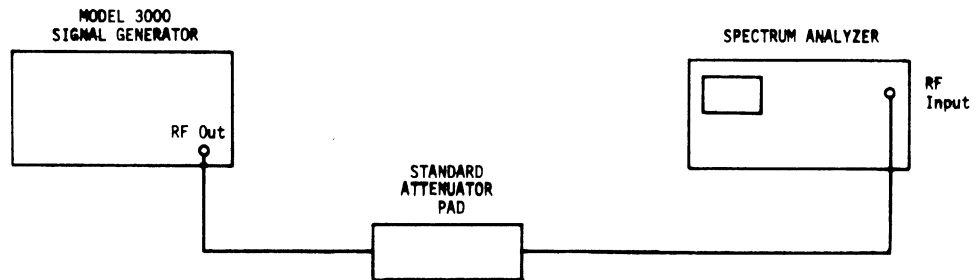 MODEL 3000
SIGNAL GENERATOR
SPECTRUM ANALYZER
RF
Input
RF Out
STANDARD
ATTENUATOR
PAD